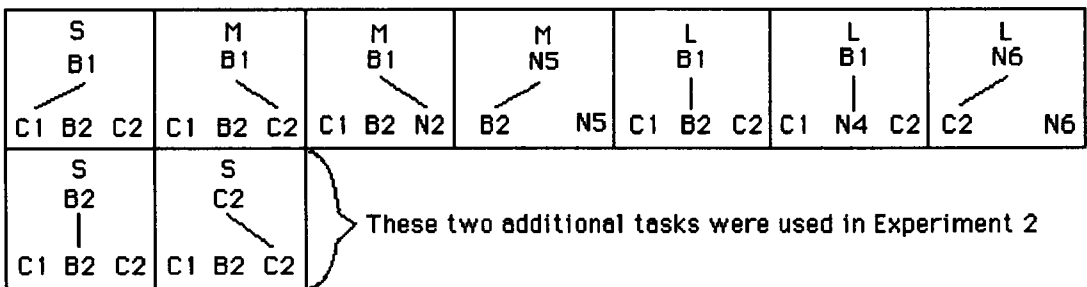 S M M M L L L
B1 B1 B1 N5 B1 B1 N6
C1 B2 C2 C1 B2 C2 C1 B2 N2 B2 N5 C1 B2 C2 C1 N4 C2 C2 N6
S S
B2 C2
These two additional tasks were used in Experiment 2
C1 B2 C2 C1 B2 C2